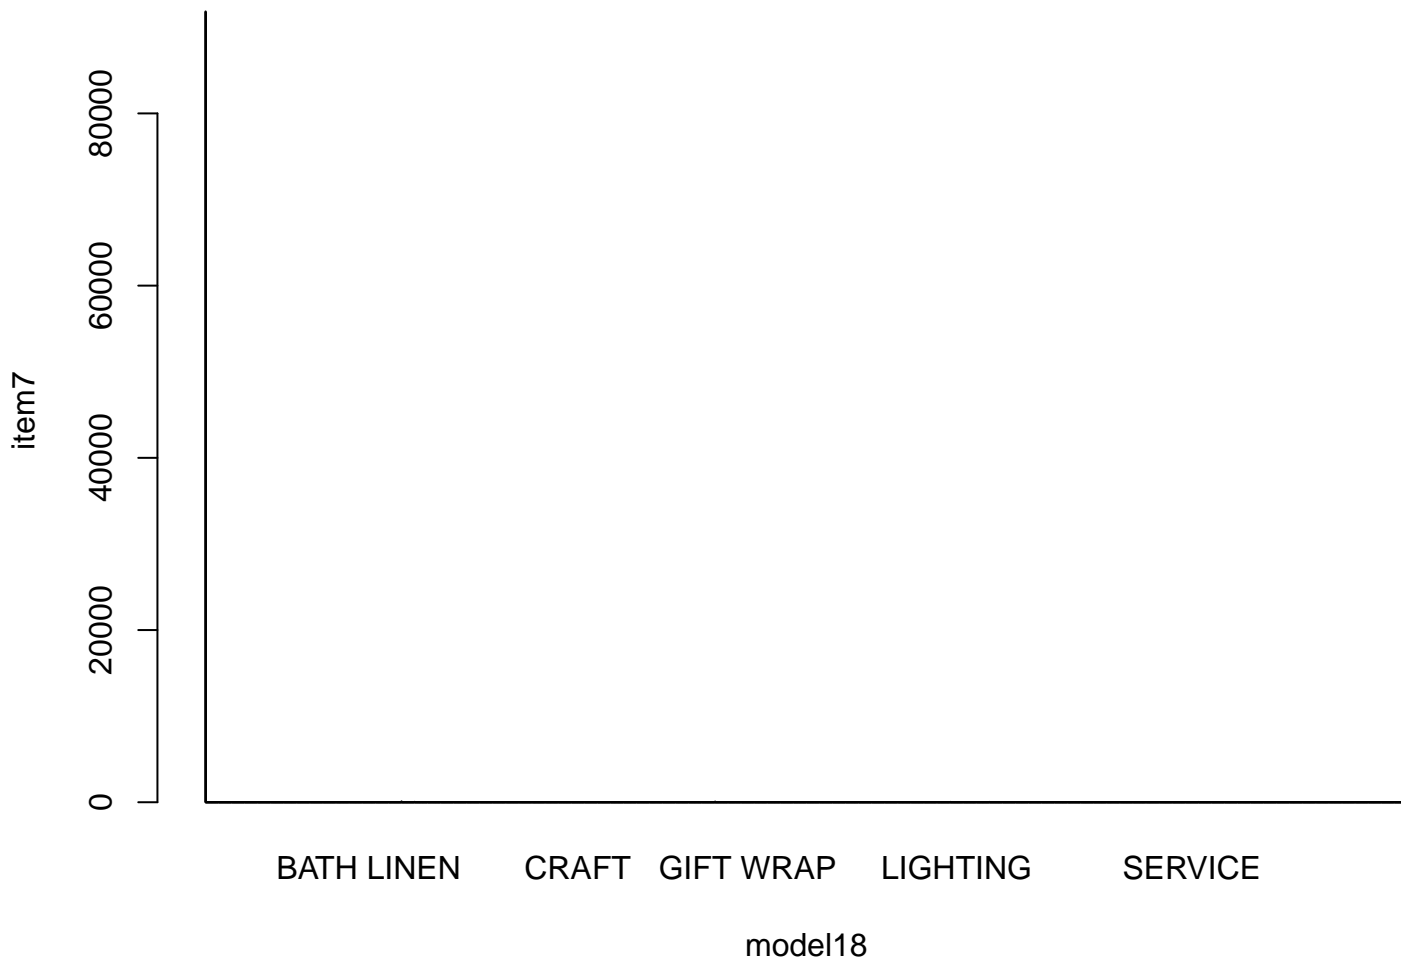 80000
60000
40000
20000
0
item7
BATH LINEN CRAFT GIFT WRAP LIGHTING SERVICE
model18